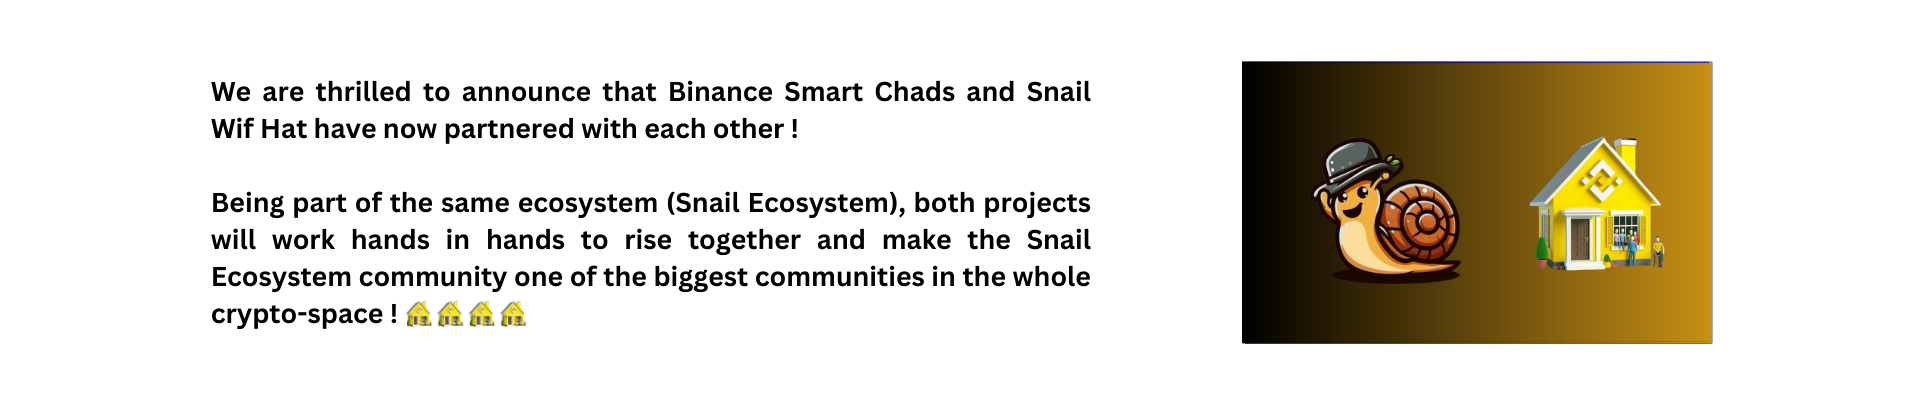 We are thrilled to announce that Binance Smart Chads and Snail
Wif Hat have now partnered with each other !
Being part of the same ecosystem (Snail Ecosystem), both projects
will work hands in hands to rise together and make the Snail
Ecosystem community one of the biggest communities in the whole
crypto-space !